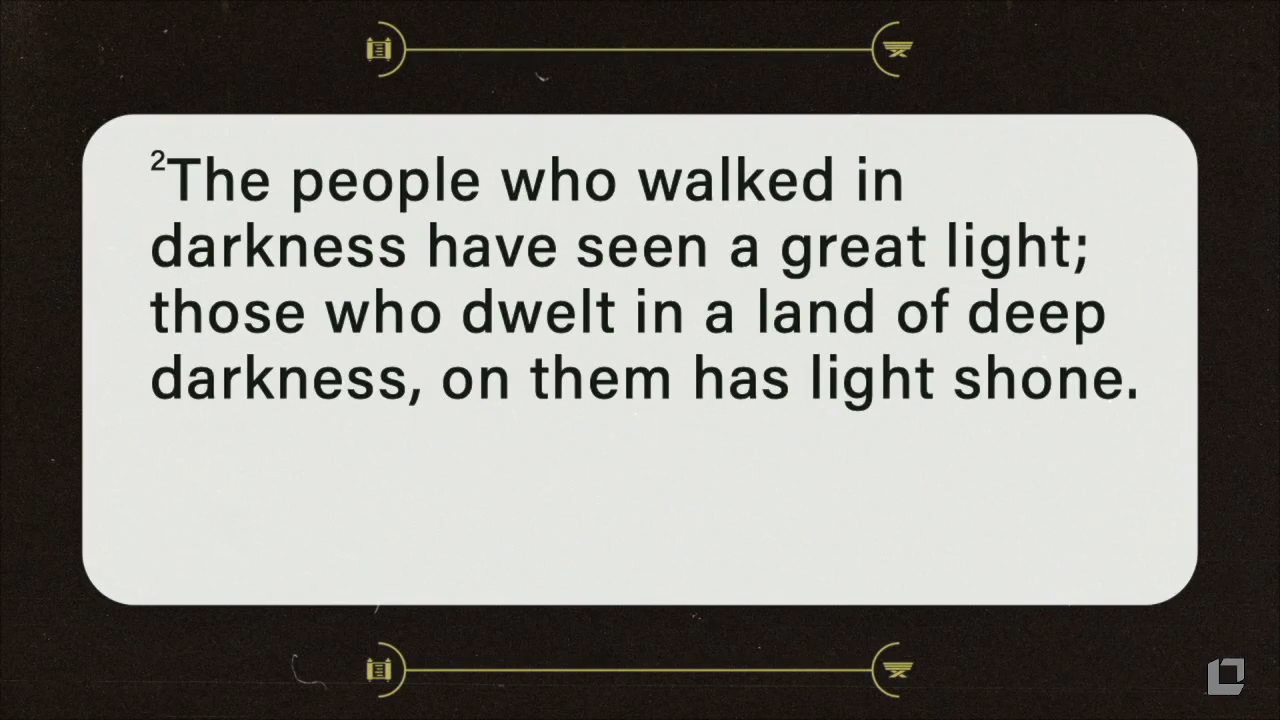 ²The people who walked in
darkness have seen a great light;
those who dwelt in a land of deep
darkness, on them has light shone.